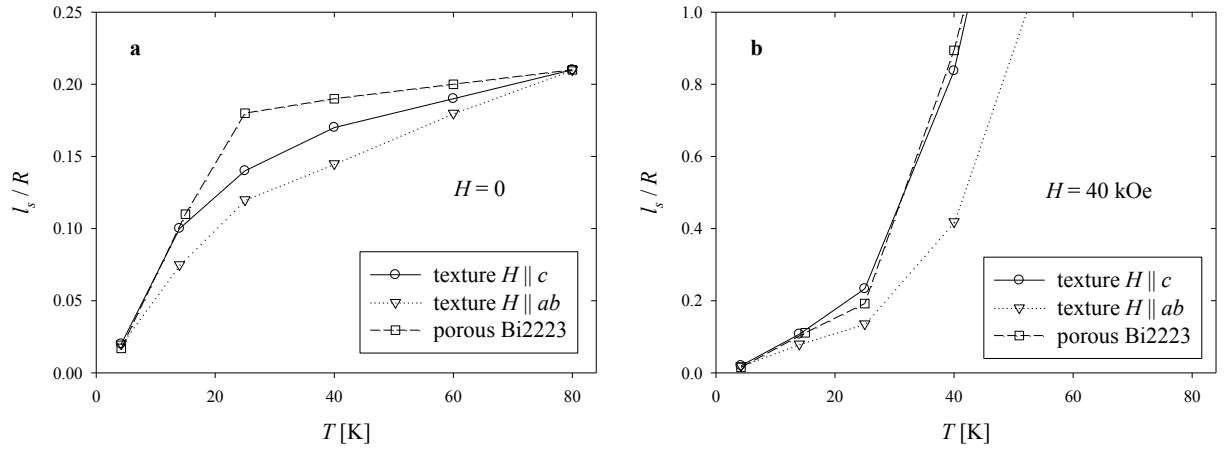 a
0.25
0.20
0.15
0.10
0.05
0.00
l_s / R
H = 0
texture H || c
texture H || ab
porous Bi2223
0 20 40 60 80
T [K]
b
1.0
0.8
0.6
0.4
0.2
0.0
l_s / R
H = 40 kOe
texture H || c
texture H || ab
porous Bi2223
0 20 40 60 80
T [K]